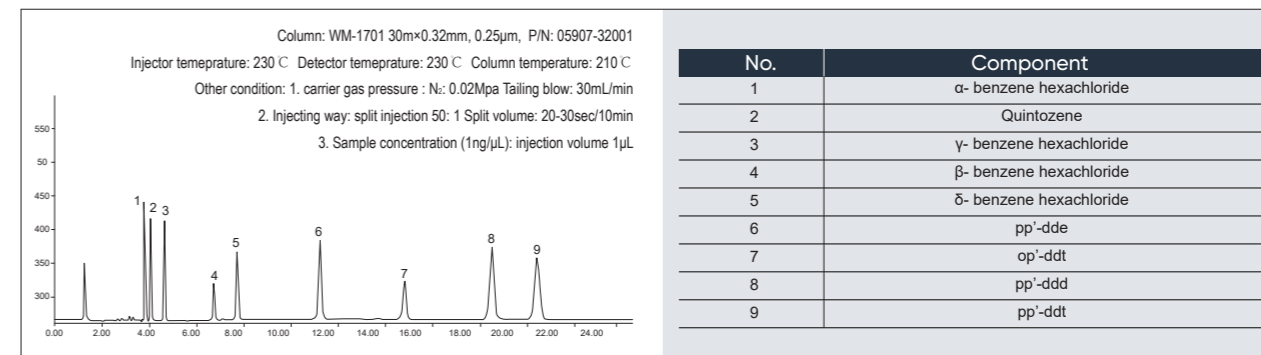 Column: WM-1701 30m×0.32mm, 0.25μm, P/N: 05907-32001
Injector temeprature: 230℃ Detector temeprature: 230℃ Column temperature: 210℃
Other condition: 1. carrier gas pressure : N₂: 0.02Mpa Tailing blow: 30mL/min
2. Injecting way: split injection 50: 1 Split volume: 20-30sec/10min
3. Sample concentration (1ng/μL): injection volume 1μL
550
50
450
400
350
300
1 2 3
4
5
6
7
8
9
0.00 2.00 4.00 6.00 8.00 10.00 12.00 14.00 16.00 18.00 20.00 22.00 24.00
No. Component
1 α- benzene hexachloride
2 Quintozene
3 γ- benzene hexachloride
4 β- benzene hexachloride
5 δ- benzene hexachloride
6 pp'-dde
7 op'-ddt
8 pp'-ddd
9 pp'-ddt